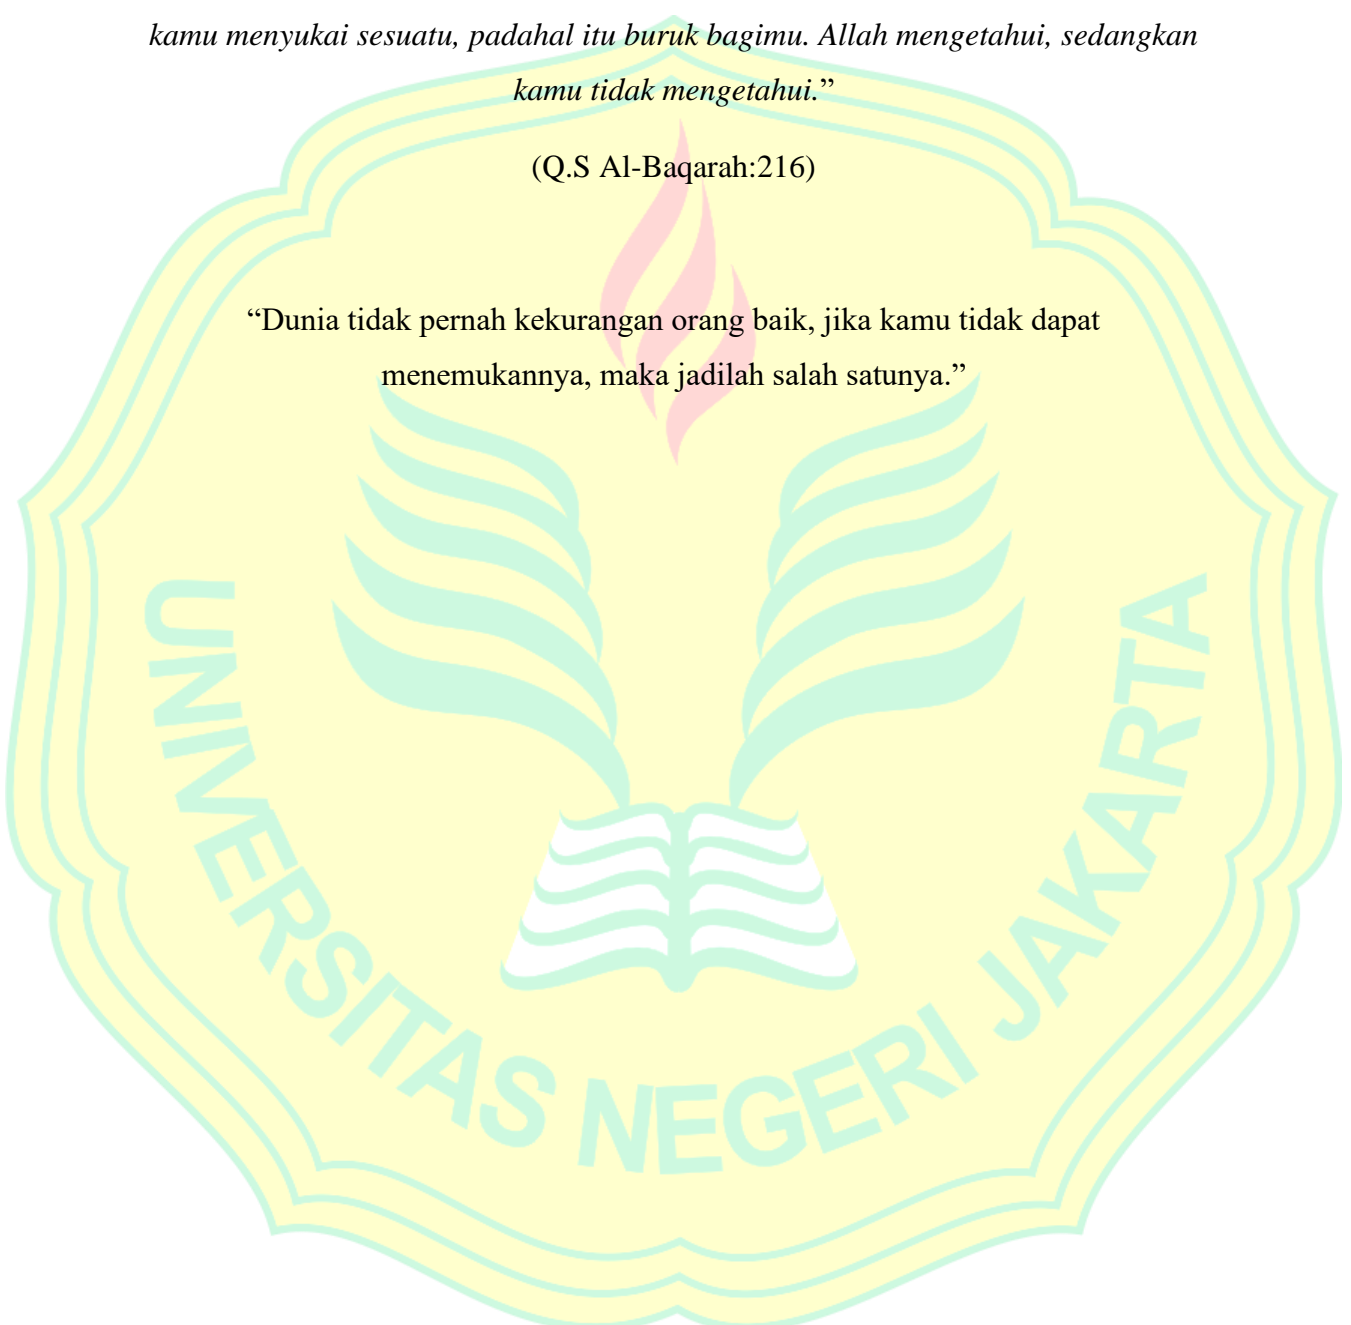 kamu menyukai sesuatu, padahal itu buruk bagimu. Allah mengetahui, sedangkan
kamu tidak mengetahui.”
(Q.S Al-Baqarah:216)
“Dunia tidak pernah kekurangan orang baik, jika kamu tidak dapat
menemukannya, maka jadilah salah satunya.”
UNIVERSITAS NEGERI JAKARTA